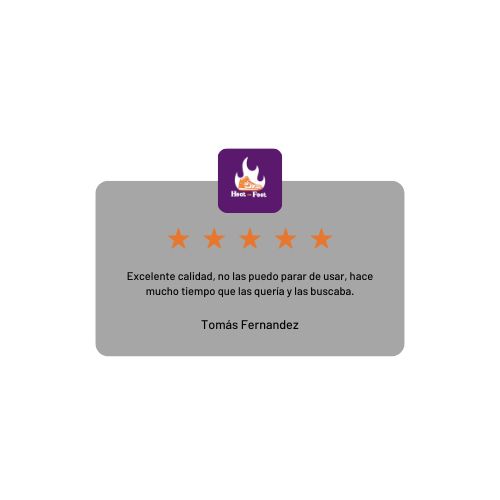 Heat on Feet
Excelente calidad, no las puedo parar de usar, hace
mucho tiempo que las quería y las buscaba.
Tomás Fernandez